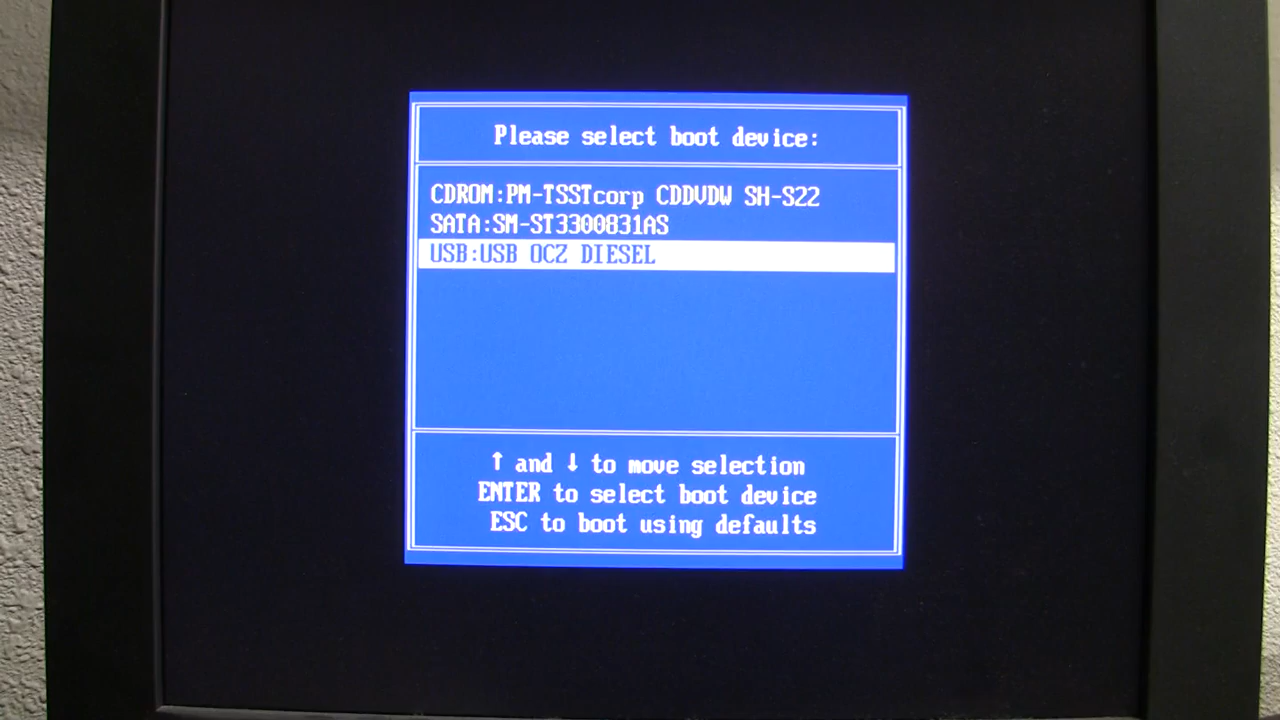 Please select boot device:
CDROM:PM-TSSTcorp CDDVDW SH-S22
SATA:SM-ST3300831AS
USB:USB OCZ DIESEL
↑ and ↓ to move selection
ENTER to select boot device
ESC to boot using defaults